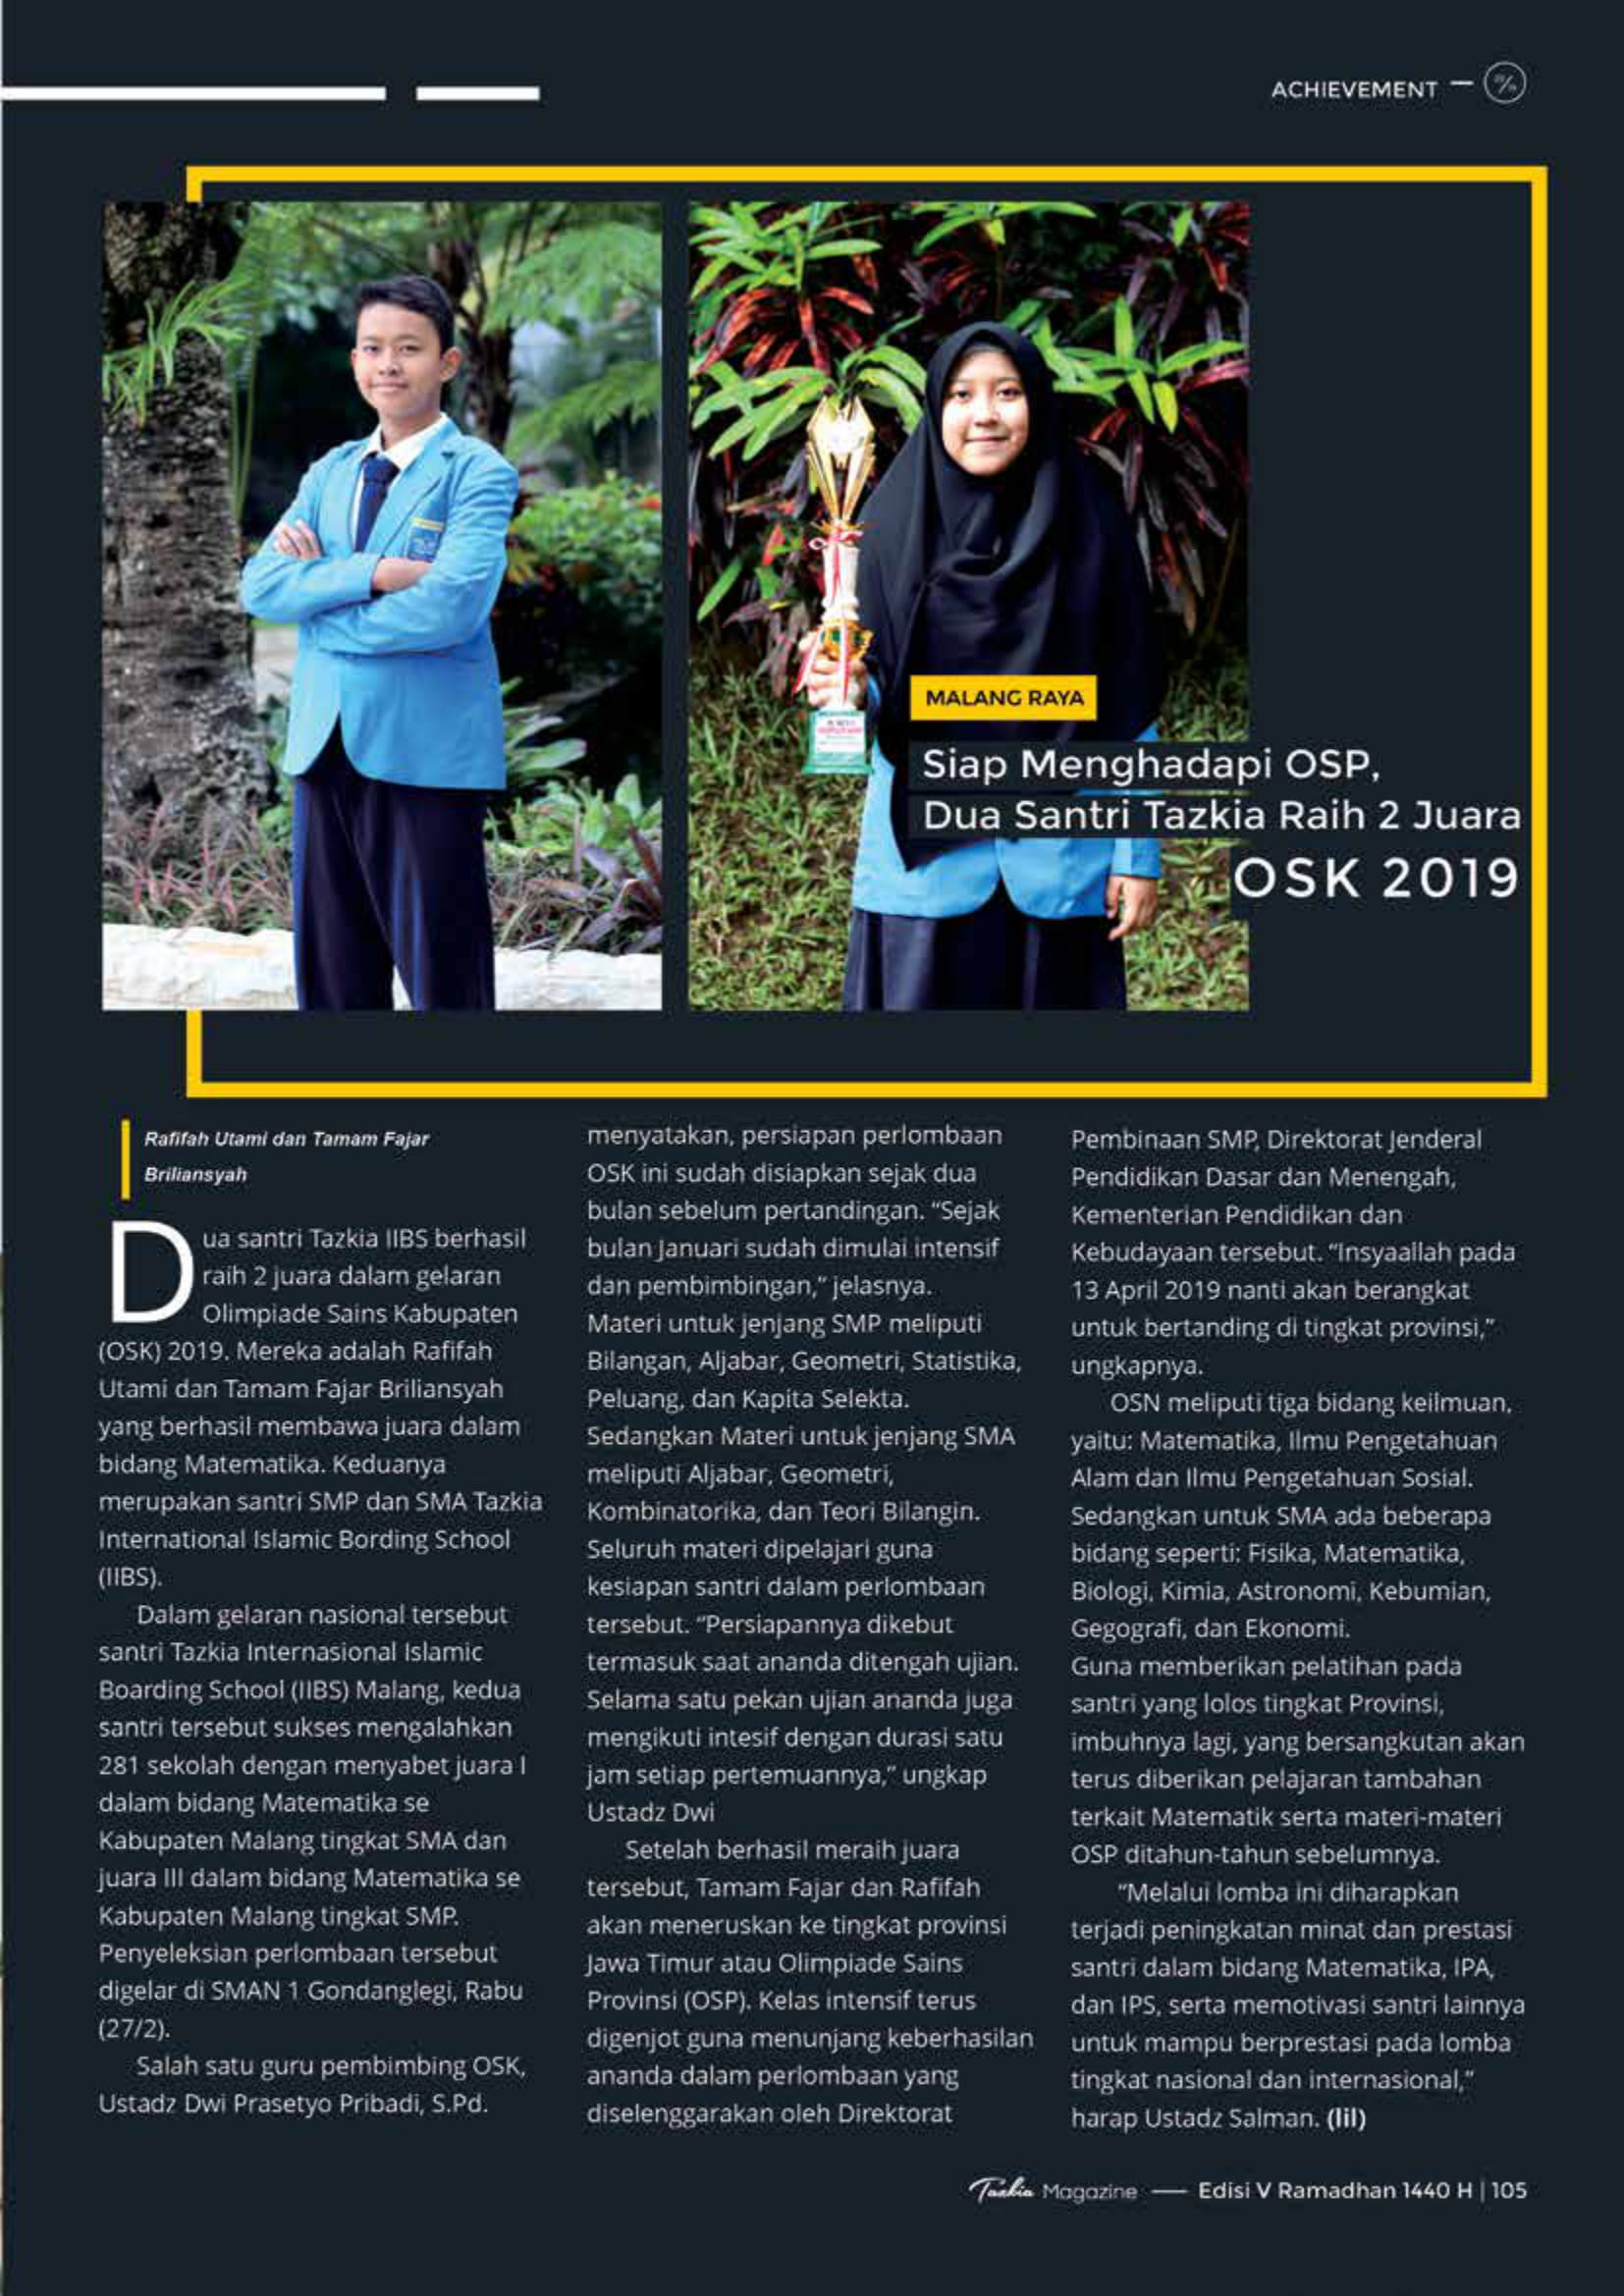 ACHIEVEMENT
MALANG RAYA
Siap Menghadapi OSP,
Dua Santri Tazkia Raih 2 Juara
OSK 2019
Rafifah Utami dan Tamam Fajar
Briliansyah
Dua santri Tazkia IIBS berhasil
raih 2 juara dalam gelaran
Olimpiade Sains Kabupaten
(OSK) 2019. Mereka adalah Rafifah
Utami dan Tamam Fajar Briliansyah
yang berhasil membawa juara dalam
bidang Matematika. Keduanya
merupakan santri SMP dan SMA Tazkia
International Islamic Bording School
(IIBS).
Dalam gelaran nasional tersebut
santri Tazkia Internasional Islamic
Boarding School (IIBS) Malang, kedua
santri tersebut sukses mengalahkan
281 sekolah dengan menyabet juara I
dalam bidang Matematika se
Kabupaten Malang tingkat SMA dan
juara III dalam bidang Matematika se
Kabupaten Malang tingkat SMP.
Penyeleksian perlombaan tersebut
digelar di SMAN 1 Gondanglegi, Rabu
(27/2).
Salah satu guru pembimbing OSK,
Ustadz Dwi Prasetyo Pribadi, S.Pd.
menyatakan, persiapan perlombaan
OSK ini sudah disiapkan sejak dua
bulan sebelum pertandingan. "Sejak
bulan Januari sudah dimulai intensif
dan pembimbingan," jelasnya.
Materi untuk jenjang SMP meliputi
Bilangan, Aljabar, Geometri, Statistika,
Peluang, dan Kapita Selekta.
Sedangkan Materi untuk jenjang SMA
meliputi Aljabar, Geometri,
Kombinatorika, dan Teori Bilangin.
Seluruh materi dipelajari guna
kesiapan santri dalam perlombaan
tersebut. "Persiapannya dikebut
termasuk saat ananda ditengah ujian.
Selama satu pekan ujian ananda juga
mengikuti intesif dengan durasi satu
jam setiap pertemuannya," ungkap
Ustadz Dwi
Setelah berhasil meraih juara
tersebut, Tamam Fajar dan Rafifah
akan meneruskan ke tingkat provinsi
Jawa Timur atau Olimpiade Sains
Provinsi (OSP). Kelas intensif terus
digenjot guna menunjang keberhasilan
ananda dalam perlombaan yang
diselenggarakan oleh Direktorat
Pembinaan SMP, Direktorat Jenderal
Pendidikan Dasar dan Menengah,
Kementerian Pendidikan dan
Kebudayaan tersebut. "Insyaallah pada
13 April 2019 nanti akan berangkat
untuk bertanding di tingkat provinsi,"
ungkapnya.
OSN meliputi tiga bidang keilmuan,
yaitu: Matematika, Ilmu Pengetahuan
Alam dan Ilmu Pengetahuan Sosial.
Sedangkan untuk SMA ada beberapa
bidang seperti: Fisika, Matematika,
Biologi, Kimia, Astronomi, Kebumian,
Gegografi, dan Ekonomi.
Guna memberikan pelatihan pada
santri yang lolos tingkat Provinsi,
imbuhnya lagi, yang bersangkutan akan
terus diberikan pelajaran tambahan
terkait Matematik serta materi-materi
OSP ditahun-tahun sebelumnya.
"Melalui lomba ini diharapkan
terjadi peningkatan minat dan prestasi
santri dalam bidang Matematika, IPA,
dan IPS, serta memotivasi santri lainnya
untuk mampu berprestasi pada lomba
tingkat nasional dan internasional,"
harap Ustadz Salman. (lil)
Tazkia Magazine — Edisi V Ramadhan 1440 H | 105